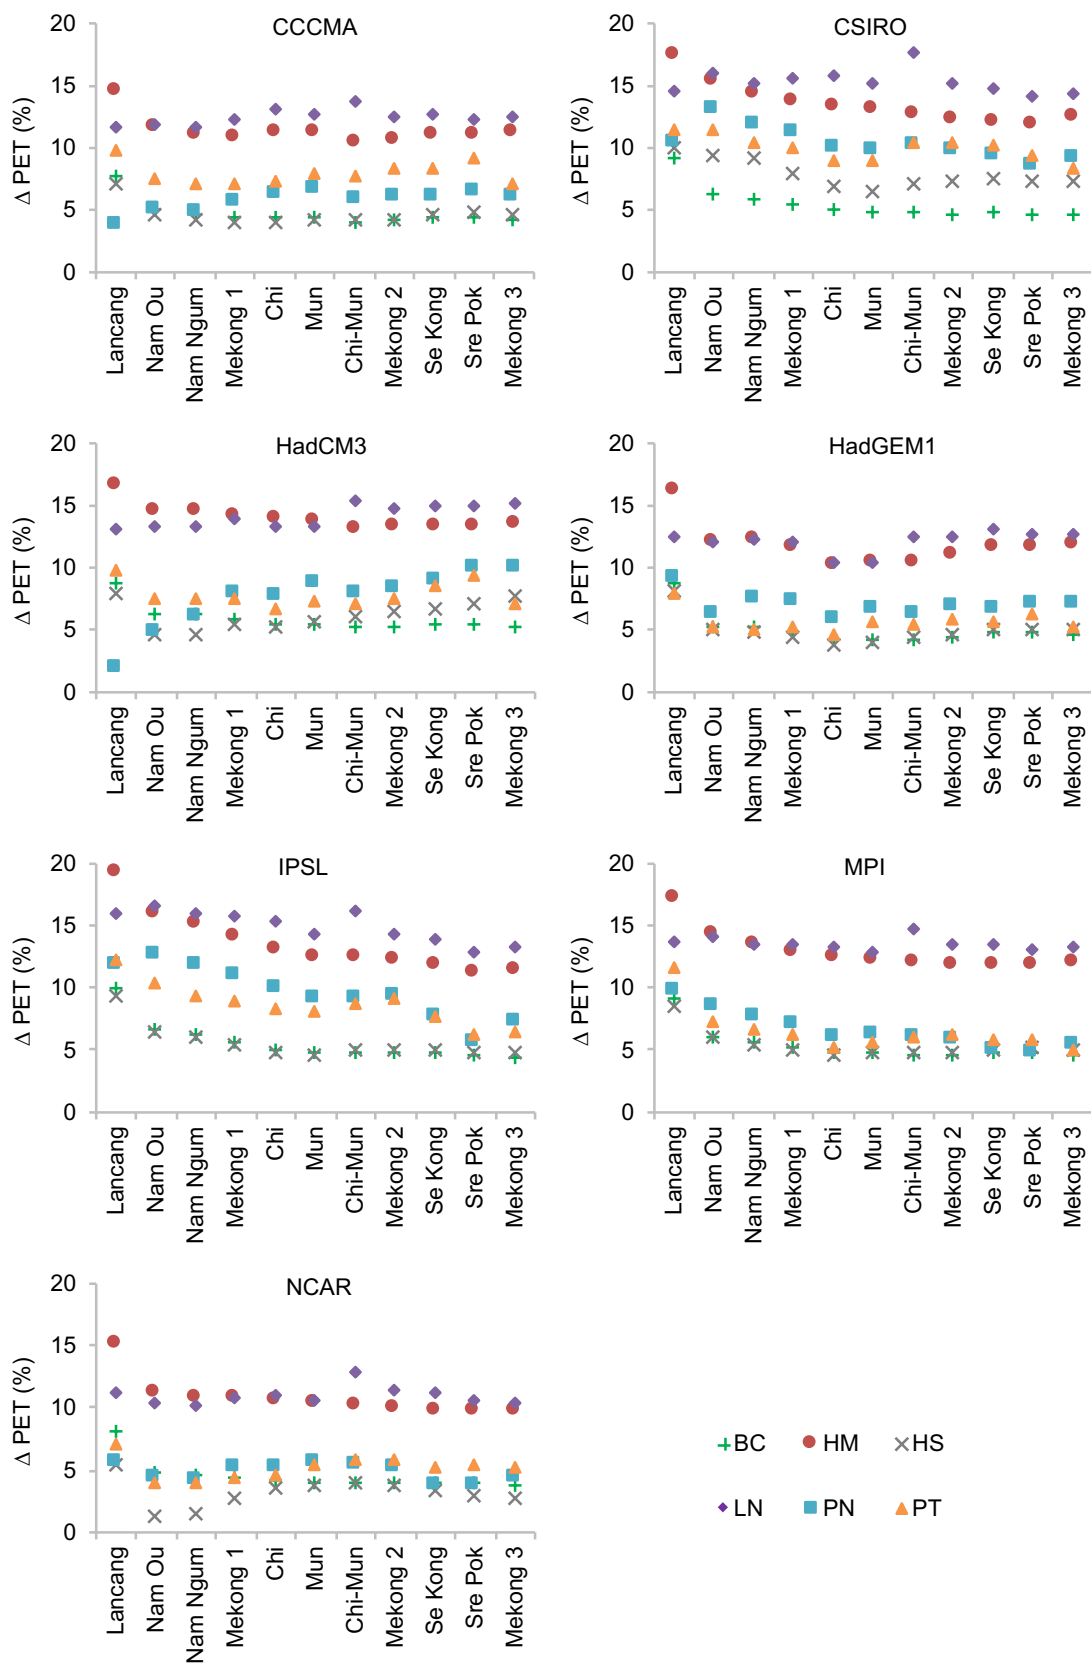 CCCMA
Δ PET (%)
20
15
10
5
0
Lancang
Nam Ou
Nam Ngum
Mekong 1
Chi
Mun
Chi-Mun
Mekong 2
Se Kong
Sre Pok
Mekong 3
CSIRO
Δ PET (%)
20
15
10
5
0
Lancang
Nam Ou
Nam Ngum
Mekong 1
Chi
Mun
Chi-Mun
Mekong 2
Se Kong
Sre Pok
Mekong 3
HadCM3
Δ PET (%)
20
15
10
5
0
Lancang
Nam Ou
Nam Ngum
Mekong 1
Chi
Mun
Chi-Mun
Mekong 2
Se Kong
Sre Pok
Mekong 3
HadGEM1
Δ PET (%)
20
15
10
5
0
Lancang
Nam Ou
Nam Ngum
Mekong 1
Chi
Mun
Chi-Mun
Mekong 2
Se Kong
Sre Pok
Mekong 3
IPSL
Δ PET (%)
20
15
10
5
0
Lancang
Nam Ou
Nam Ngum
Mekong 1
Chi
Mun
Chi-Mun
Mekong 2
Se Kong
Sre Pok
Mekong 3
MPI
Δ PET (%)
20
15
10
5
0
Lancang
Nam Ou
Nam Ngum
Mekong 1
Chi
Mun
Chi-Mun
Mekong 2
Se Kong
Sre Pok
Mekong 3
NCAR
Δ PET (%)
20
15
10
5
0
Lancang
Nam Ou
Nam Ngum
Mekong 1
Chi
Mun
Chi-Mun
Mekong 2
Se Kong
Sre Pok
Mekong 3
BC HM HS
LN PN PT